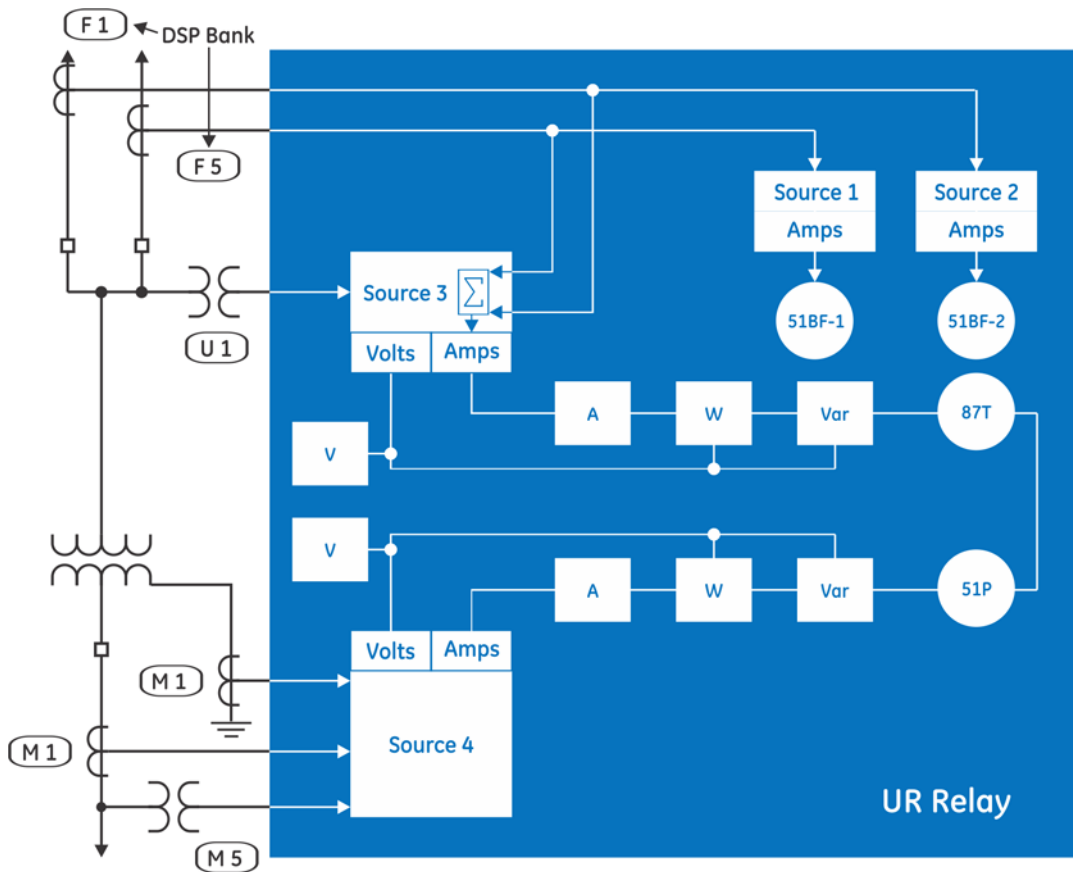 F 1
DSP Bank
F 5
Source 1
Amps
Source 2
Amps
Source 3
Σ
U 1
Volts
Amps
51BF-1
51BF-2
V
A
W
Var
87T
V
A
W
Var
51P
Volts
Amps
M 1
Source 4
M 1
UR Relay
M 5